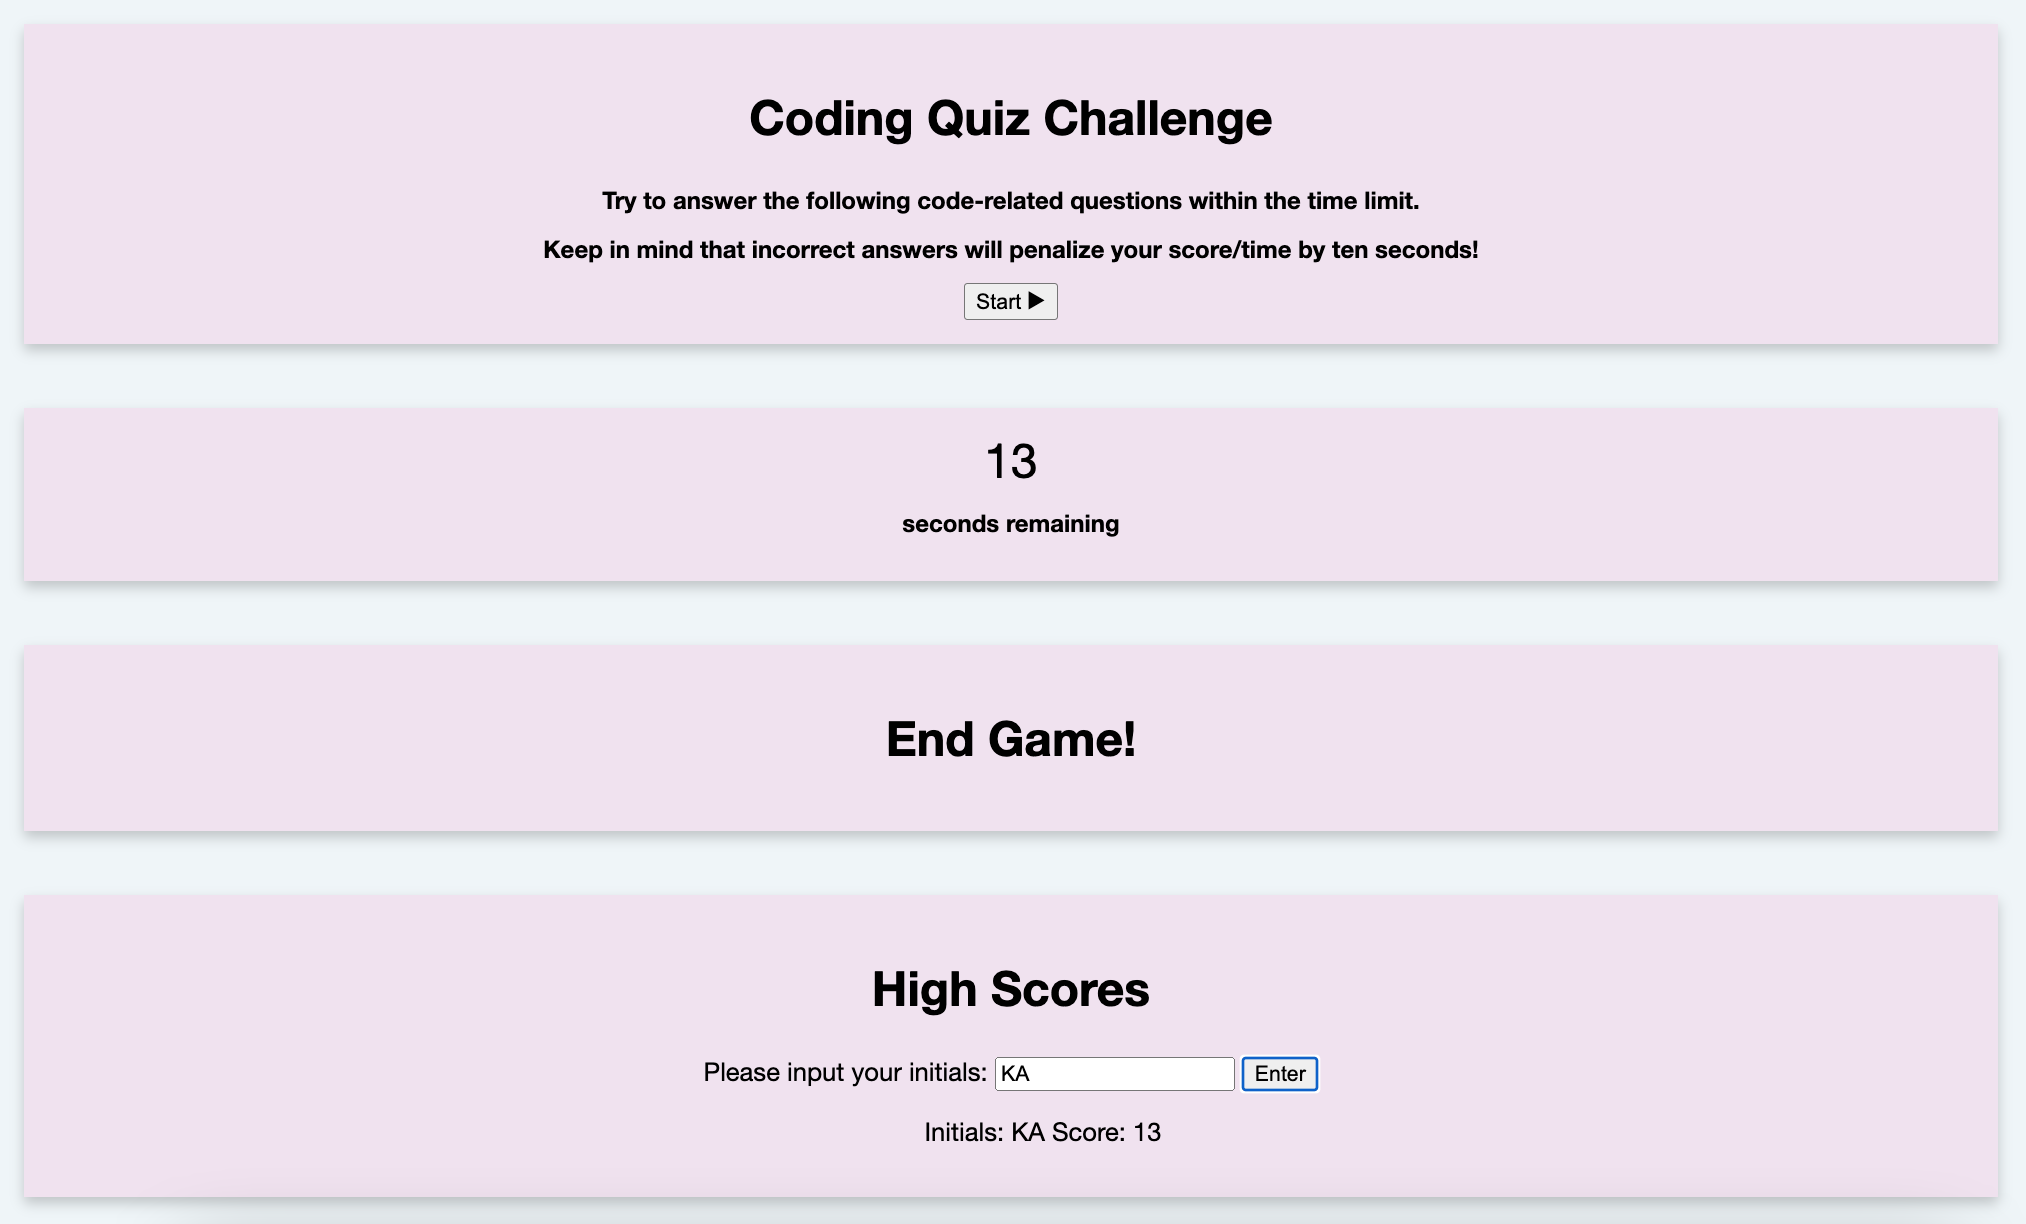 Coding Quiz Challenge
Try to answer the following code-related questions within the time limit.
Keep in mind that incorrect answers will penalize your score/time by ten seconds!
Start ▶
13
seconds remaining
End Game!
High Scores
Please input your initials: KA Enter
Initials: KA Score: 13